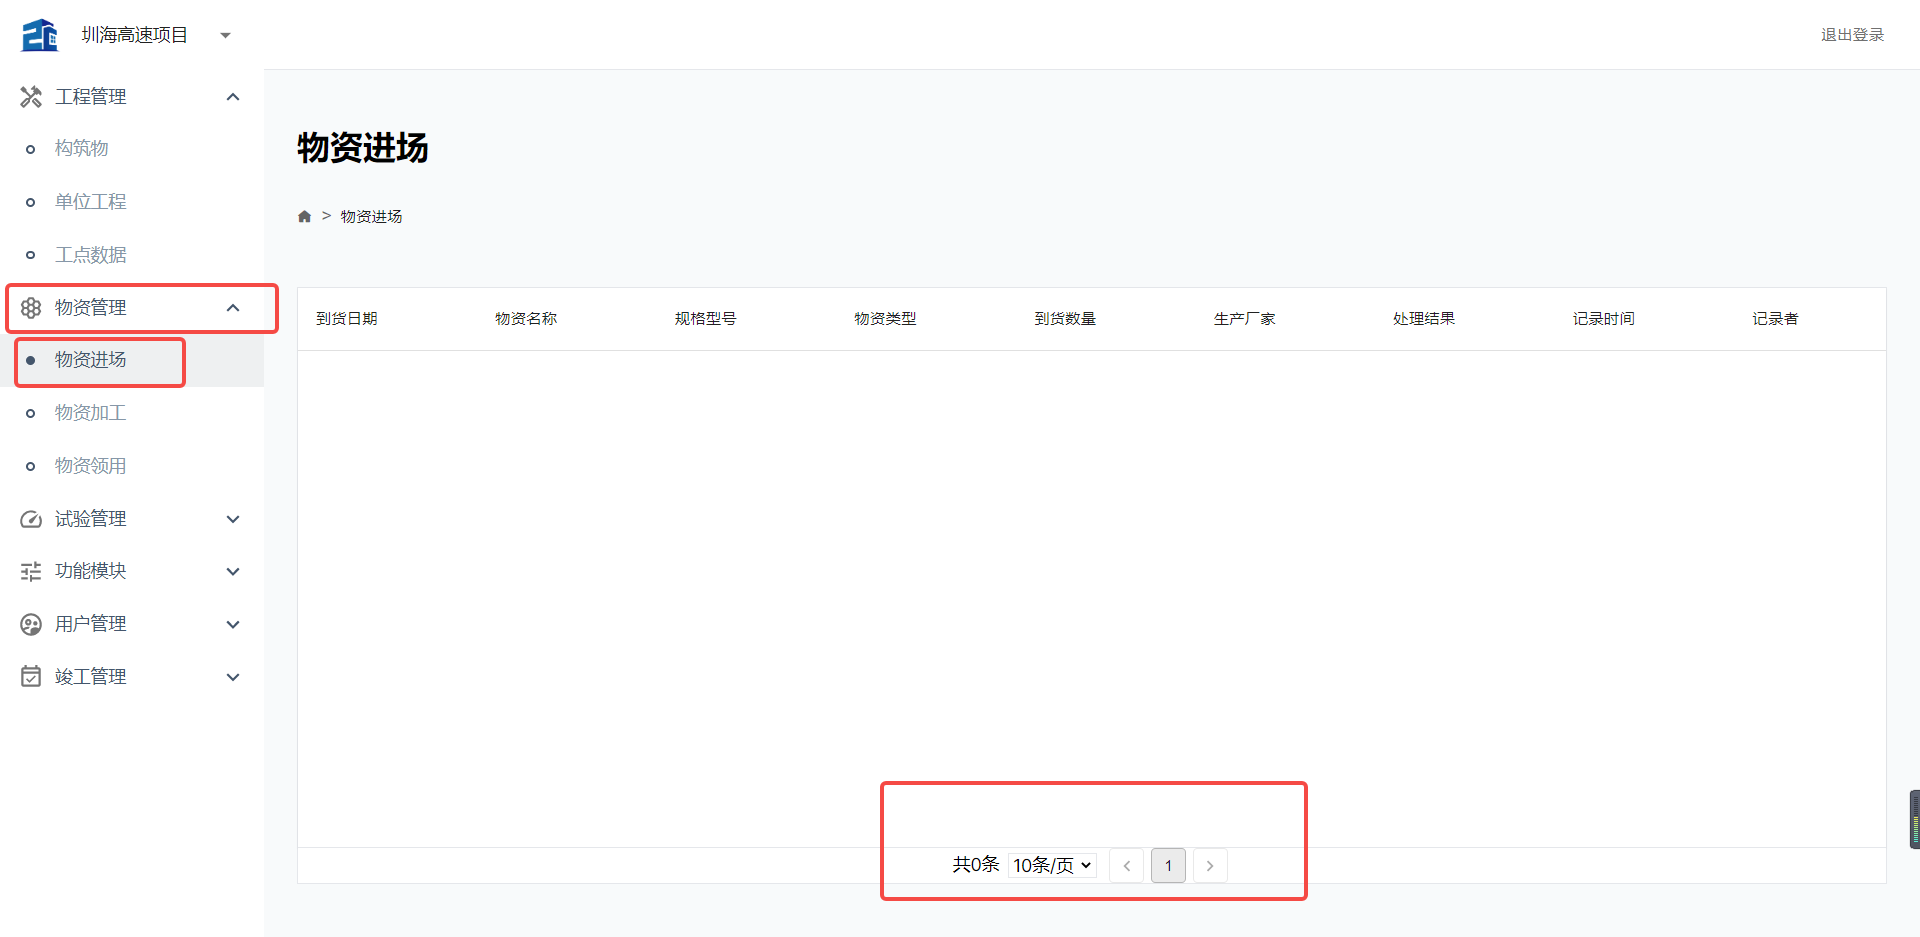 圳海高速项目
退出登录
工程管理
构筑物
单位工程
工点数据
物资管理
物资进场
物资加工
物资领用
试验管理
功能模块
用户管理
竣工管理
物资进场
> 物资进场
到货日期 物资名称 规格型号 物资类型 到货数量 生产厂家 处理结果 记录时间 记录者
共0条 10条/页 < 1 >